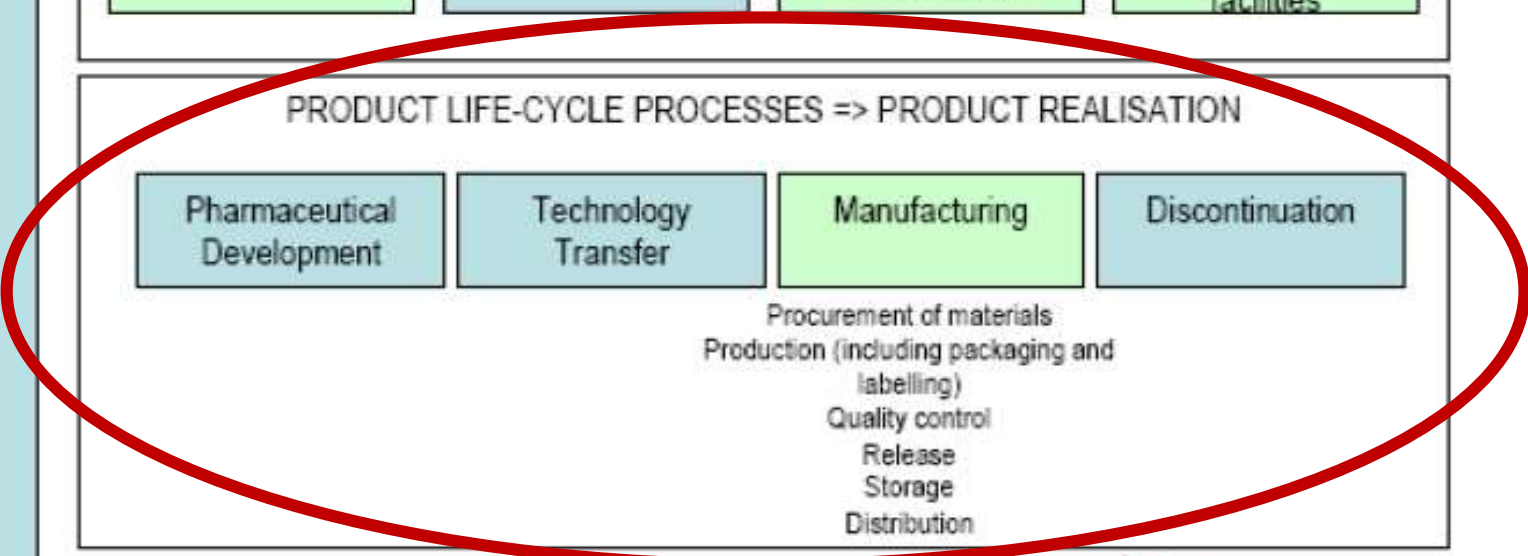 facilities
PRODUCT LIFE-CYCLE PROCESSES => PRODUCT REALISATION
Pharmaceutical
Development
Technology
Transfer
Manufacturing
Discontinuation
Procurement of materials
Production (including packaging and
labelling)
Quality control
Release
Storage
Distribution